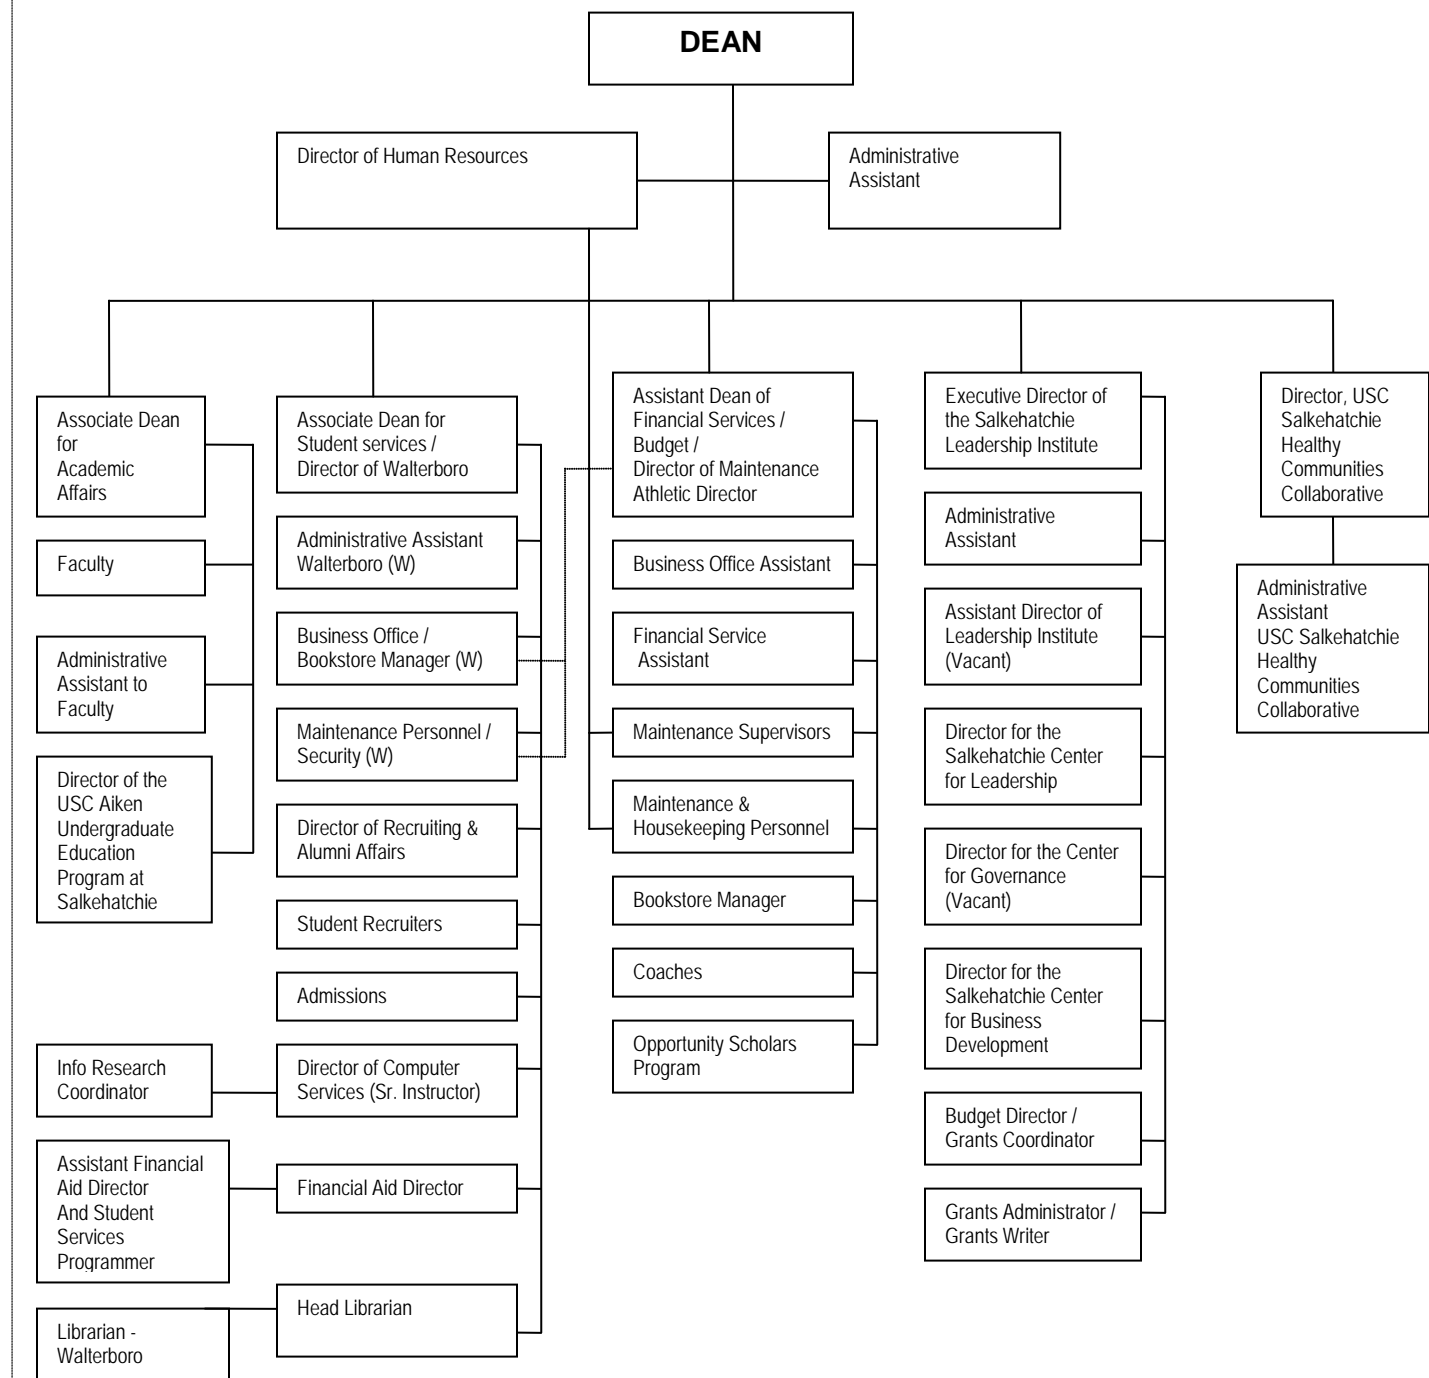 DEAN
Director of Human Resources
Administrative
Assistant
Associate Dean
for
Academic
Affairs
Faculty
Administrative
Assistant to
Faculty
Director of the
USC Aiken
Undergraduate
Education
Program at
Salkehatchie
Info Research
Coordinator
Assistant Financial
Aid Director
And Student
Services
Programmer
Librarian -
Walterboro
Associate Dean for
Student services /
Director of Walterboro
Administrative Assistant
Walterboro (W)
Business Office /
Bookstore Manager (W)
Maintenance Personnel /
Security (W)
Director of Recruiting &
Alumni Affairs
Student Recruiters
Admissions
Director of Computer
Services (Sr. Instructor)
Financial Aid Director
Head Librarian
Assistant Dean of
Financial Services /
Budget /
Director of Maintenance
Athletic Director
Business Office Assistant
Financial Service
Assistant
Maintenance Supervisors
Maintenance &
Housekeeping Personnel
Bookstore Manager
Coaches
Opportunity Scholars
Program
Executive Director of
the Salkehatchie
Leadership Institute
Administrative
Assistant
Assistant Director of
Leadership Institute
(Vacant)
Director for the
Salkehatchie Center
for Leadership
Director for the Center
for Governance
(Vacant)
Director for the
Salkehatchie Center
for Business
Development
Budget Director /
Grants Coordinator
Grants Administrator /
Grants Writer
Director, USC
Salkehatchie
Healthy
Communities
Collaborative
Administrative
Assistant
USC Salkehatchie
Healthy
Communities
Collaborative